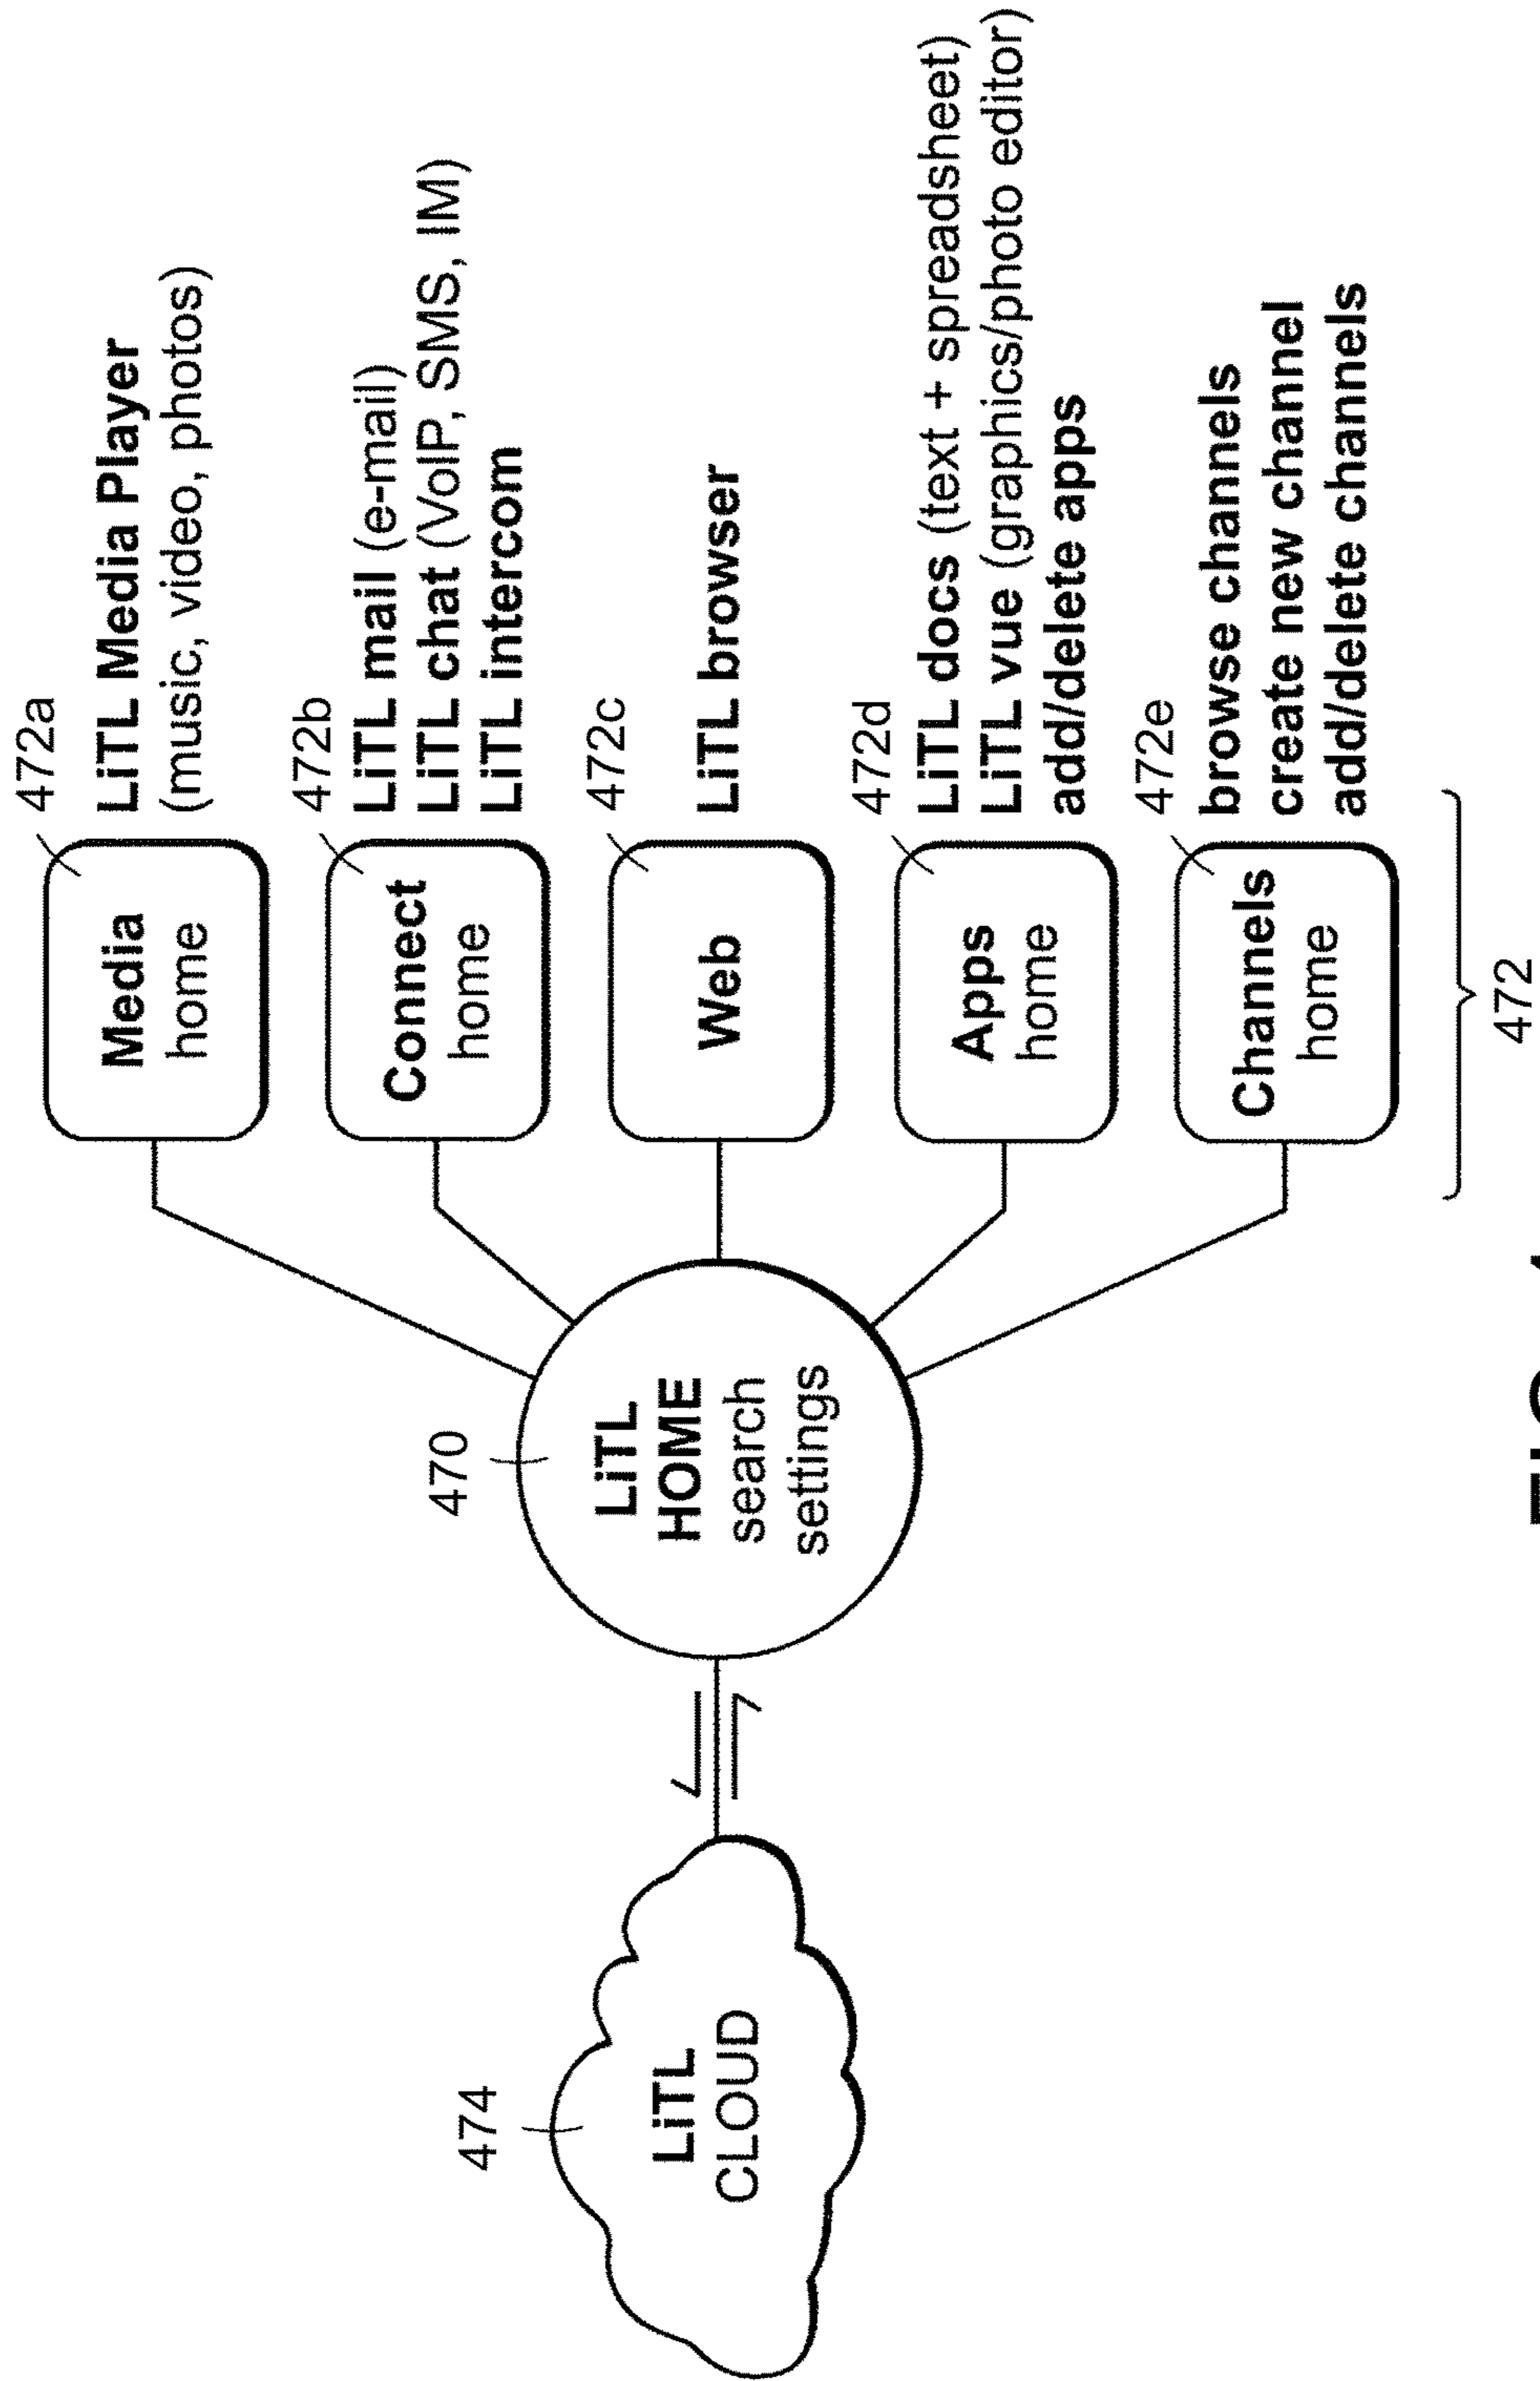 472a
Media
home
LiTL Media Player
(music, video, photos)
472b
Connect
home
LiTL mail (e-mail)
LiTL chat (VoIP, SMS, IM)
LiTL intercom
472c
Web
LiTL browser
472d
Apps
home
LiTL docs (text + spreadsheet)
LiTL vue (graphics/photo editor)
add/delete apps
472e
Channels
home
browse channels
create new channel
add/delete channels
472
470
LiTL
HOME
search
settings
474
LiTL
CLOUD